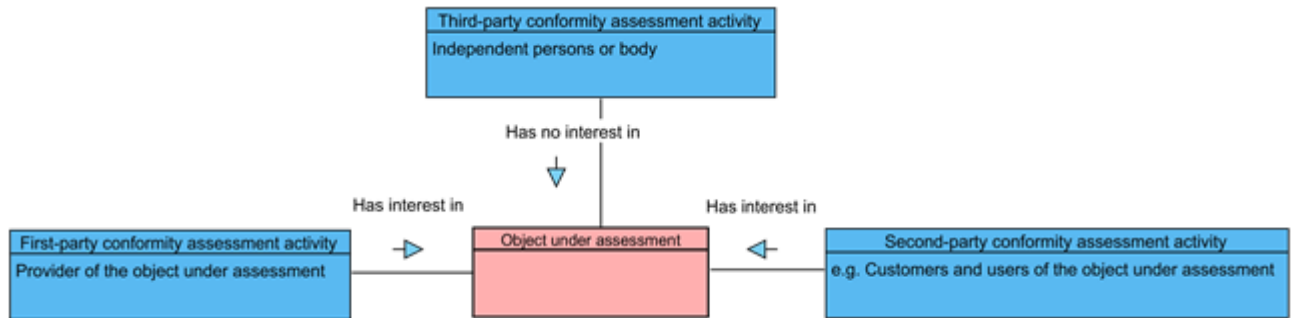 Third-party conformity assessment activity
Independent persons or body
Has no interest in
Has interest in
Has interest in
First-party conformity assessment activity
Provider of the object under assessment
Object under assessment
Second-party conformity assessment activity
e.g. Customers and users of the object under assessment